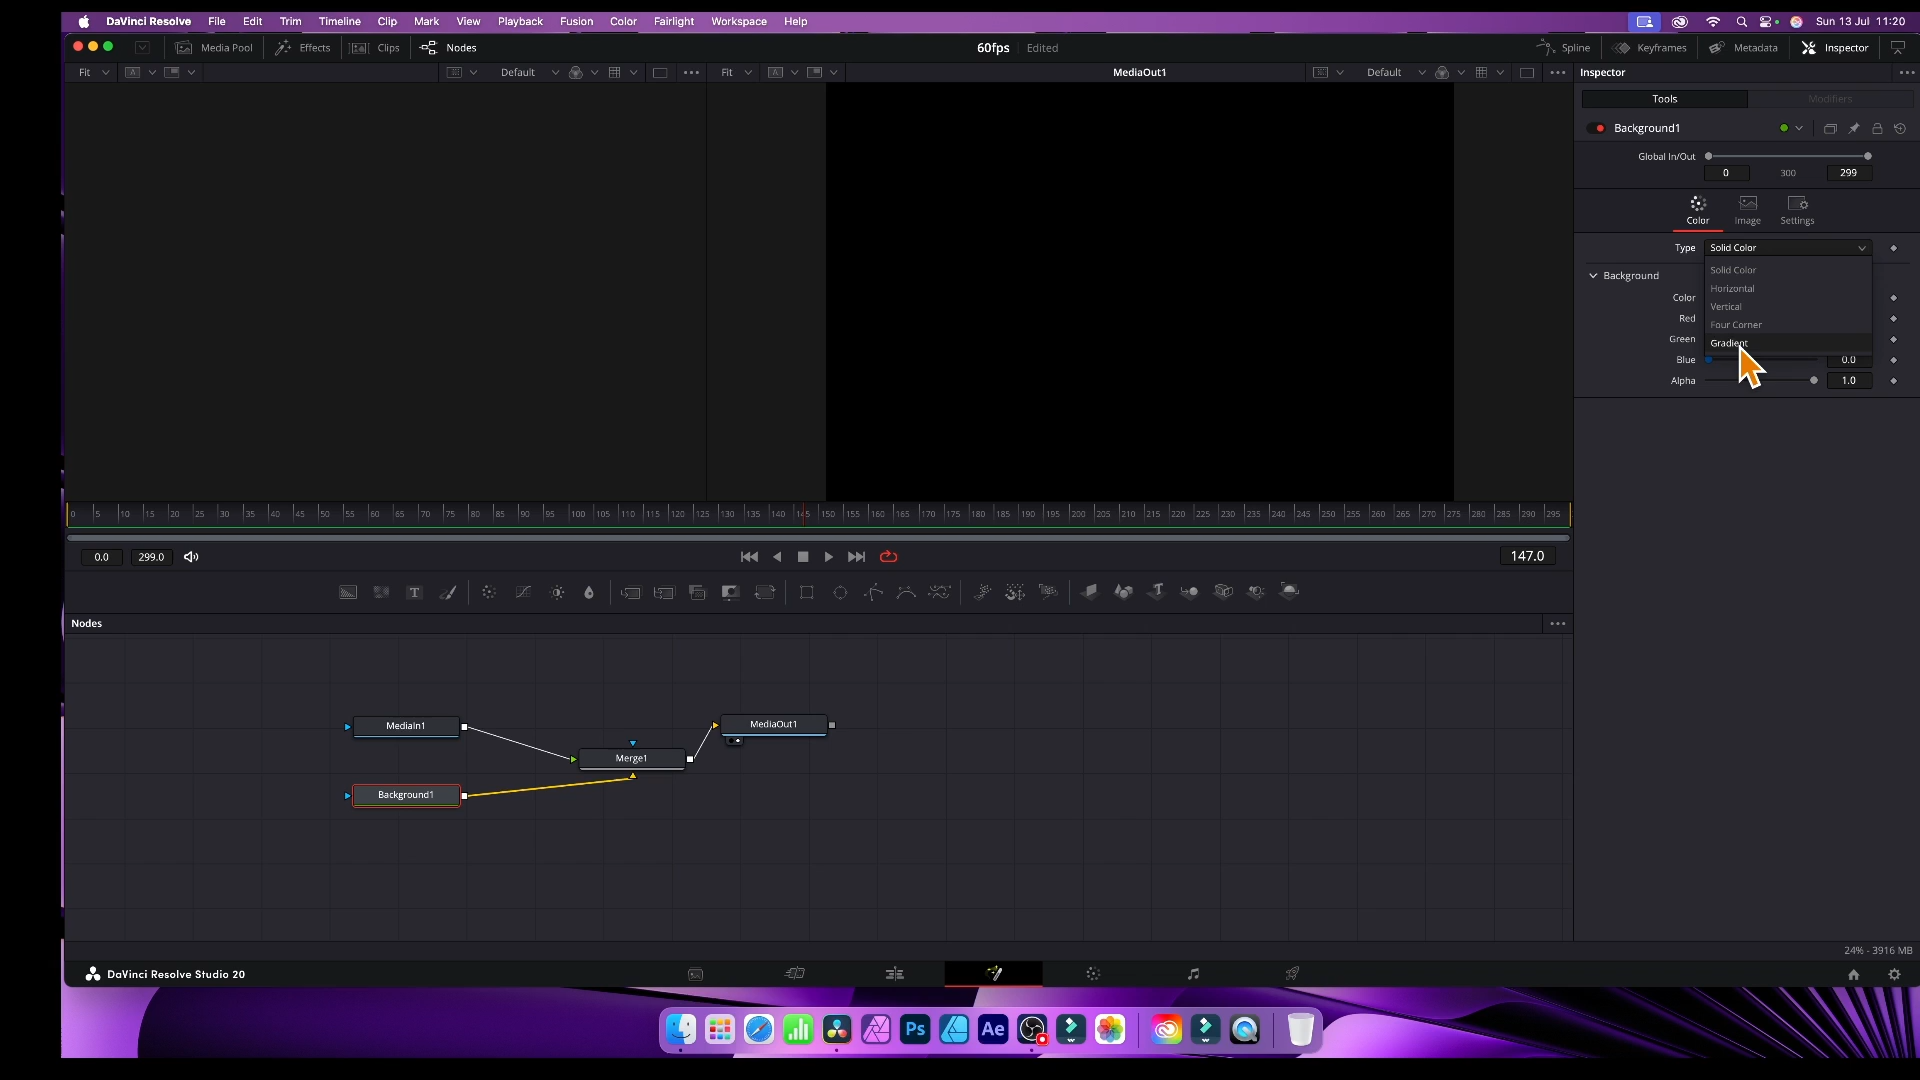 DaVinci Resolve File Edit Trim Timeline Clip Mark View Playback Fusion Color Fairlight Workspace Help Sun 13 Jul 11:20
Media Pool Effects Clips Nodes 60fps Edited Spline Keyframes Metadata Inspector
Fit A Default Fit A MediaOut1 Default Inspector
Tools Modifiers
Background1
Global In/Out
0 300 299
Color Image Settings
Type Solid Color
Solid Color
Background
Horizontal
Color
Vertical
Red
Four Corner
Green
Gradient
Blue 0.0
Alpha 1.0
0 5 10 15 20 25 30 35 40 45 50 55 60 65 70 75 80 85 90 95 100 105 110 115 120 125 130 135 140 145 150 155 160 165 170 175 180 185 190 195 200 205 210 215 220 225 230 235 240 245 250 255 260 265 270 275 280 285 290 295
0.0 299.0 147.0
T
Nodes
MediaIn1
MediaOut1
Merge1
Background1
24% - 3916 MB
DaVinci Resolve Studio 20
Ps Ae